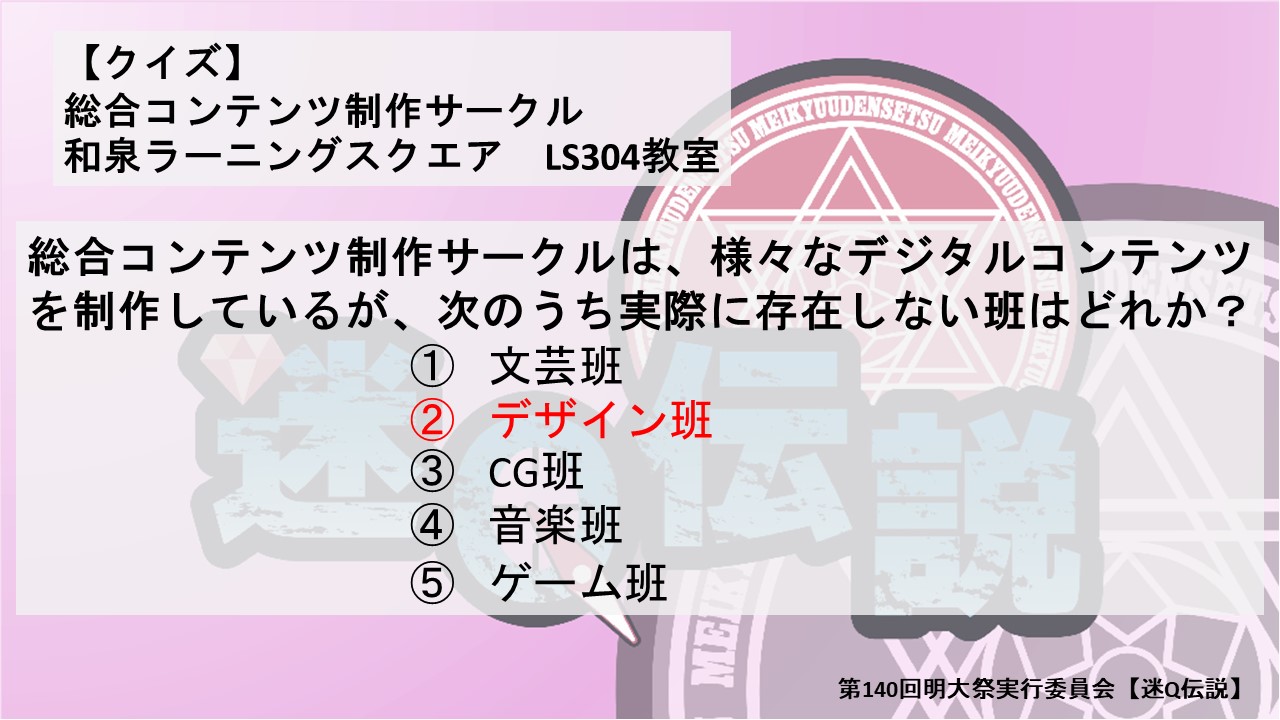 【クイズ】
総合コンテンツ制作サークル
和泉ラーニングスクエア　LS304教室
MEIKYUUDENSETSU MEIKYUUDENSETSU MEIKYUUDENSETSU
総合コンテンツ制作サークルは、様々なデジタルコンテンツ
を制作しているが、次のうち実際に存在しない班はどれか？
①　文芸班
②　デザイン班
③　CG班
④　音楽班
⑤　ゲーム班
迷Q伝説
第140回明大祭実行委員会【迷Q伝説】